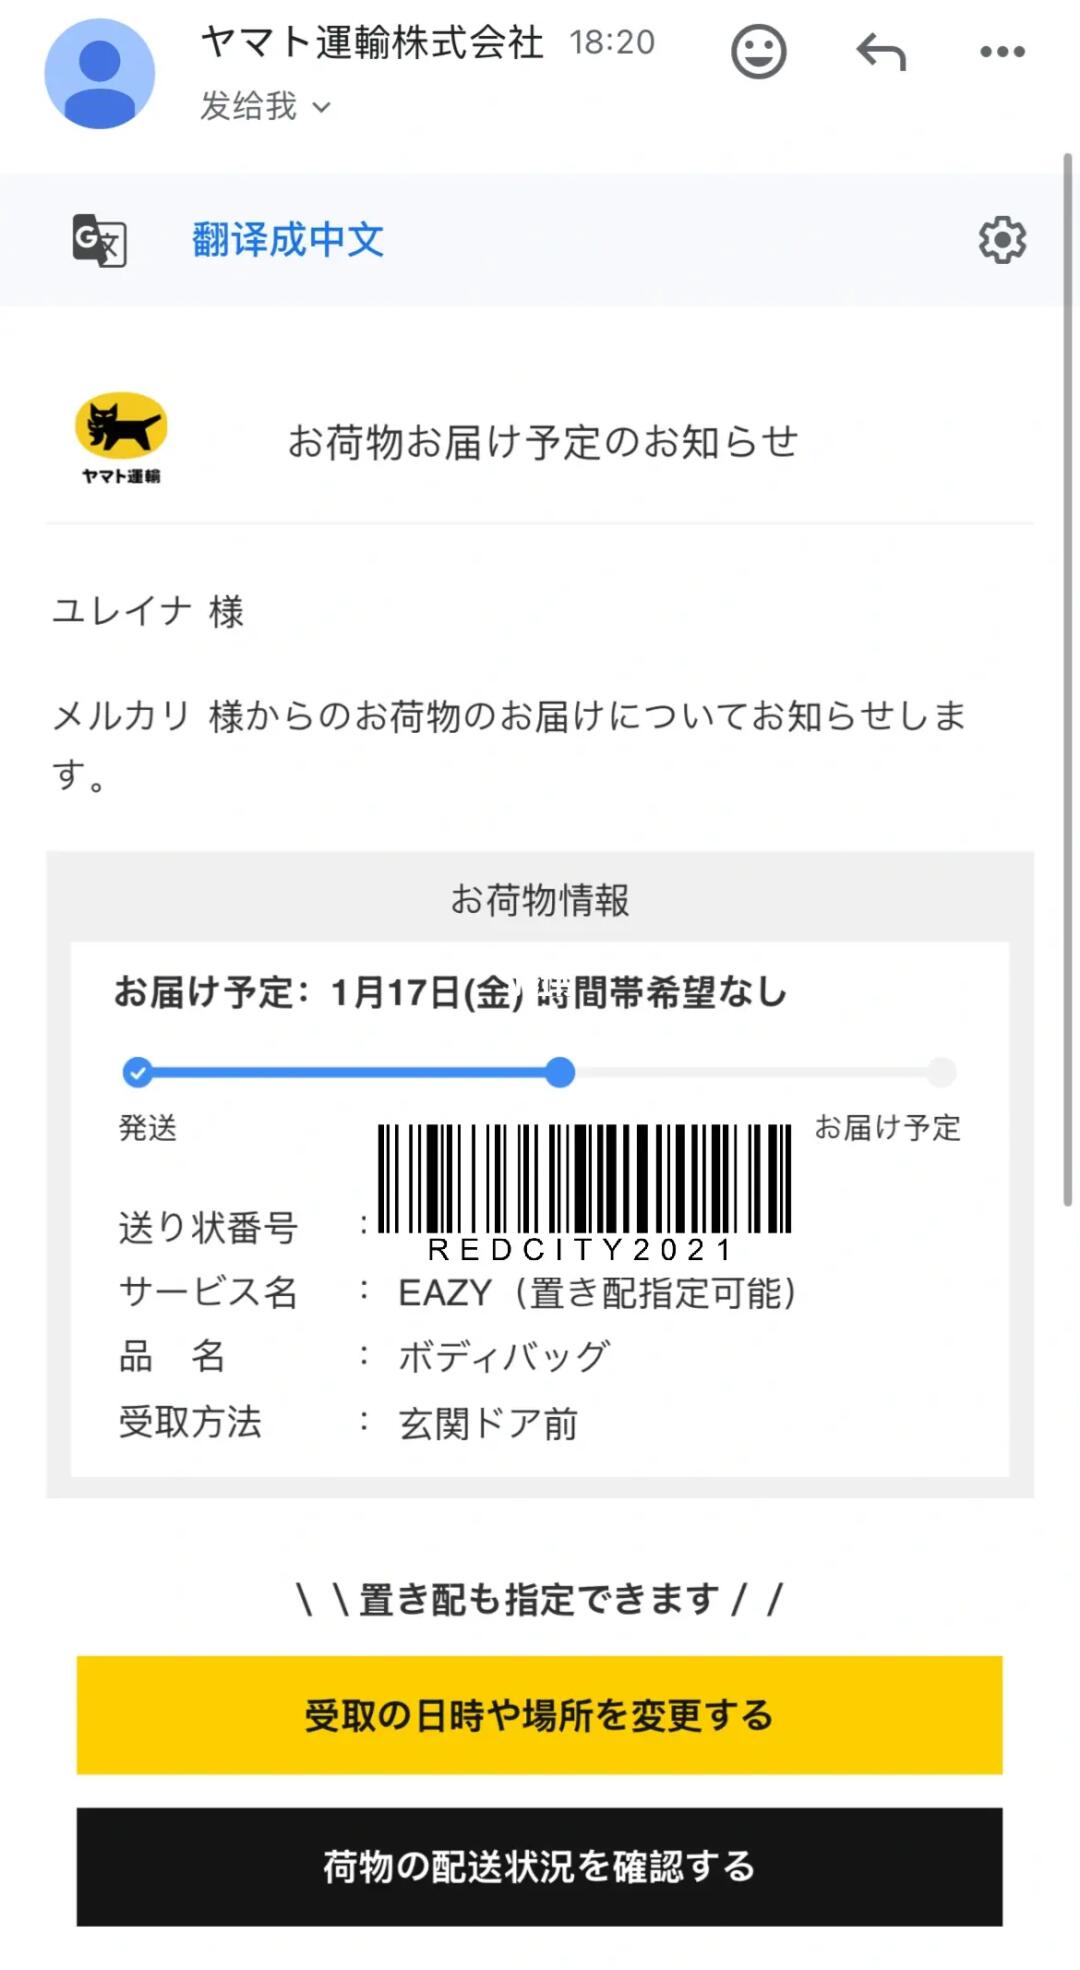 ヤマト運輸株式会社 18:20
发给我
翻译成中文
ヤマト運輸
お荷物お届け予定のお知らせ
ユレイナ 様
メルカリ 様からのお荷物のお届けについてお知らせしま
す。
お荷物情報
お届け予定：1月17日(金) 時間帯希望なし
発送
お届け予定
送り状番号 :
REDCITY2021
サービス名 : EAZY（置き配指定可能）
品 名 : ボディバッグ
受取方法 : 玄関ドア前
\ \ 置き配も指定できます / /
受取の日時や場所を変更する
荷物の配送状況を確認する